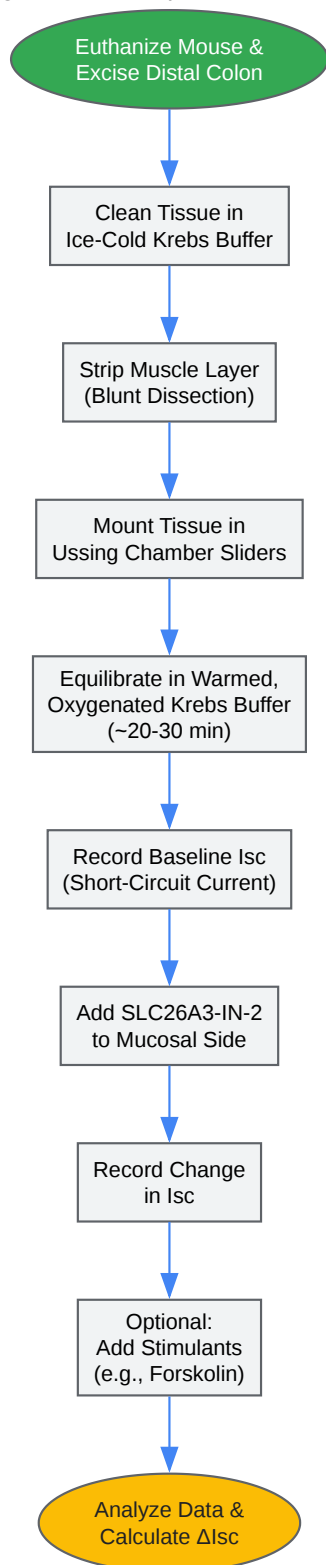 Euthanize Mouse &
Excise Distal Colon
Clean Tissue in
Ice-Cold Krebs Buffer
Strip Muscle Layer
(Blunt Dissection)
Mount Tissue in
Ussing Chamber Sliders
Equilibrate in Warmed,
Oxygenated Krebs Buffer
(~20-30 min)
Record Baseline Isc
(Short-Circuit Current)
Add SLC26A3-IN-2
to Mucosal Side
Record Change
in Isc
Optional:
Add Stimulants
(e.g., Forskolin)
Analyze Data &
Calculate ΔIsc